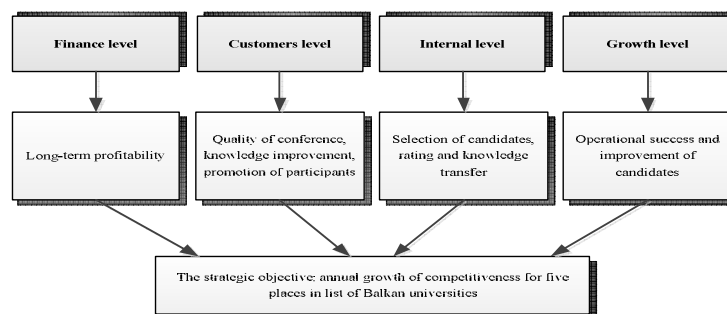 Finance level
Customers level
Internal level
Growth level
Long-term profitability
Quality of conference,
knowledge improvement,
promotion of participants
Selection of candidates,
rating and knowledge
transfer
Operational success and
improvement of
candidates
The strategic objective: annual growth of competitiveness for five
places in list of Balkan universities